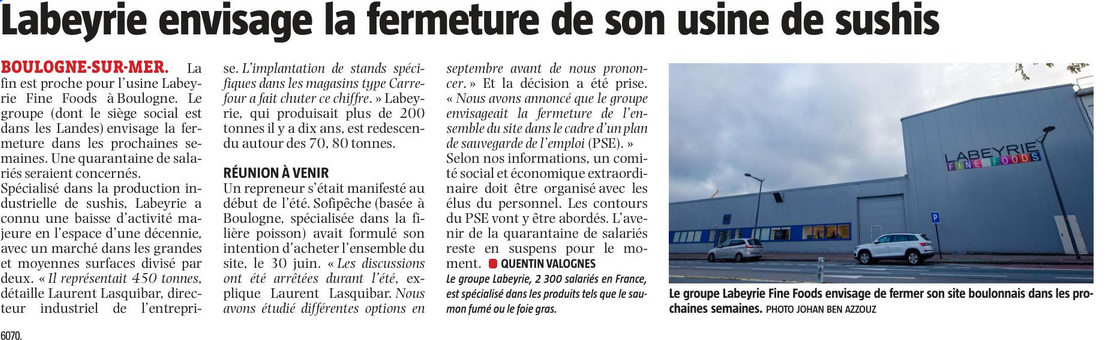 Labeyrie envisage la fermeture de son usine de sushis
BOULOGNE-SUR-MER. La
fin est proche pour l'usine Labey-
rie Fine Foods à Boulogne. Le
groupe (dont le siège social est
dans les Landes) envisage la fer-
meture dans les prochaines se-
maines. Une quarantaine de sala-
riés seraient concernés.
Spécialisé dans la production in-
dustrielle de sushis, Labeyrie a
connu une baisse d'activité ma-
jeure en l'espace d'une décennie,
avec un marché dans les grandes
et moyennes surfaces divisé par
deux. « Il représentait 450 tonnes,
détaille Laurent Lasquibar, direc-
teur industriel de l'entrepri-
se. L'implantation de stands spéci-
fiques dans les magasins type Carre-
four a fait chuter ce chiffre. » Labey-
rie, qui produisait plus de 200
tonnes il y a dix ans, est redescen-
du autour des 70, 80 tonnes.
RÉUNION À VENIR
Un repreneur s'était manifesté au
début de l'été. Sofipêche (basée à
Boulogne, spécialisée dans la fi-
lière poisson) avait formulé son
intention d'acheter l'ensemble du
site, le 30 juin. « Les discussions
ont été arrêtées durant l'été, ex-
plique Laurent Lasquibar. Nous
avons étudié différentes options en
septembre avant de nous pronon-
cer. » Et la décision a été prise.
« Nous avons annoncé que le groupe
envisageait la fermeture de l'en-
semble du site dans le cadre d'un plan
de sauvegarde de l'emploi (PSE). »
Selon nos informations, un comi-
té social et économique extraordi-
naire doit être organisé avec les
élus du personnel. Les contours
du PSE vont y être abordés. L'ave-
nir de la quarantaine de salariés
reste en suspens pour le mo-
ment. QUENTIN VALOGNES
Le groupe Labeyrie, 2 300 salariés en France,
est spécialisé dans les produits tels que le sau-
mon fumé ou le foie gras.
LABEYRIE
FINE FOODS
P
Le groupe Labeyrie Fine Foods envisage de fermer son site boulonnais dans les pro-
chaines semaines. PHOTO JOHAN BEN AZZOUZ
6070.